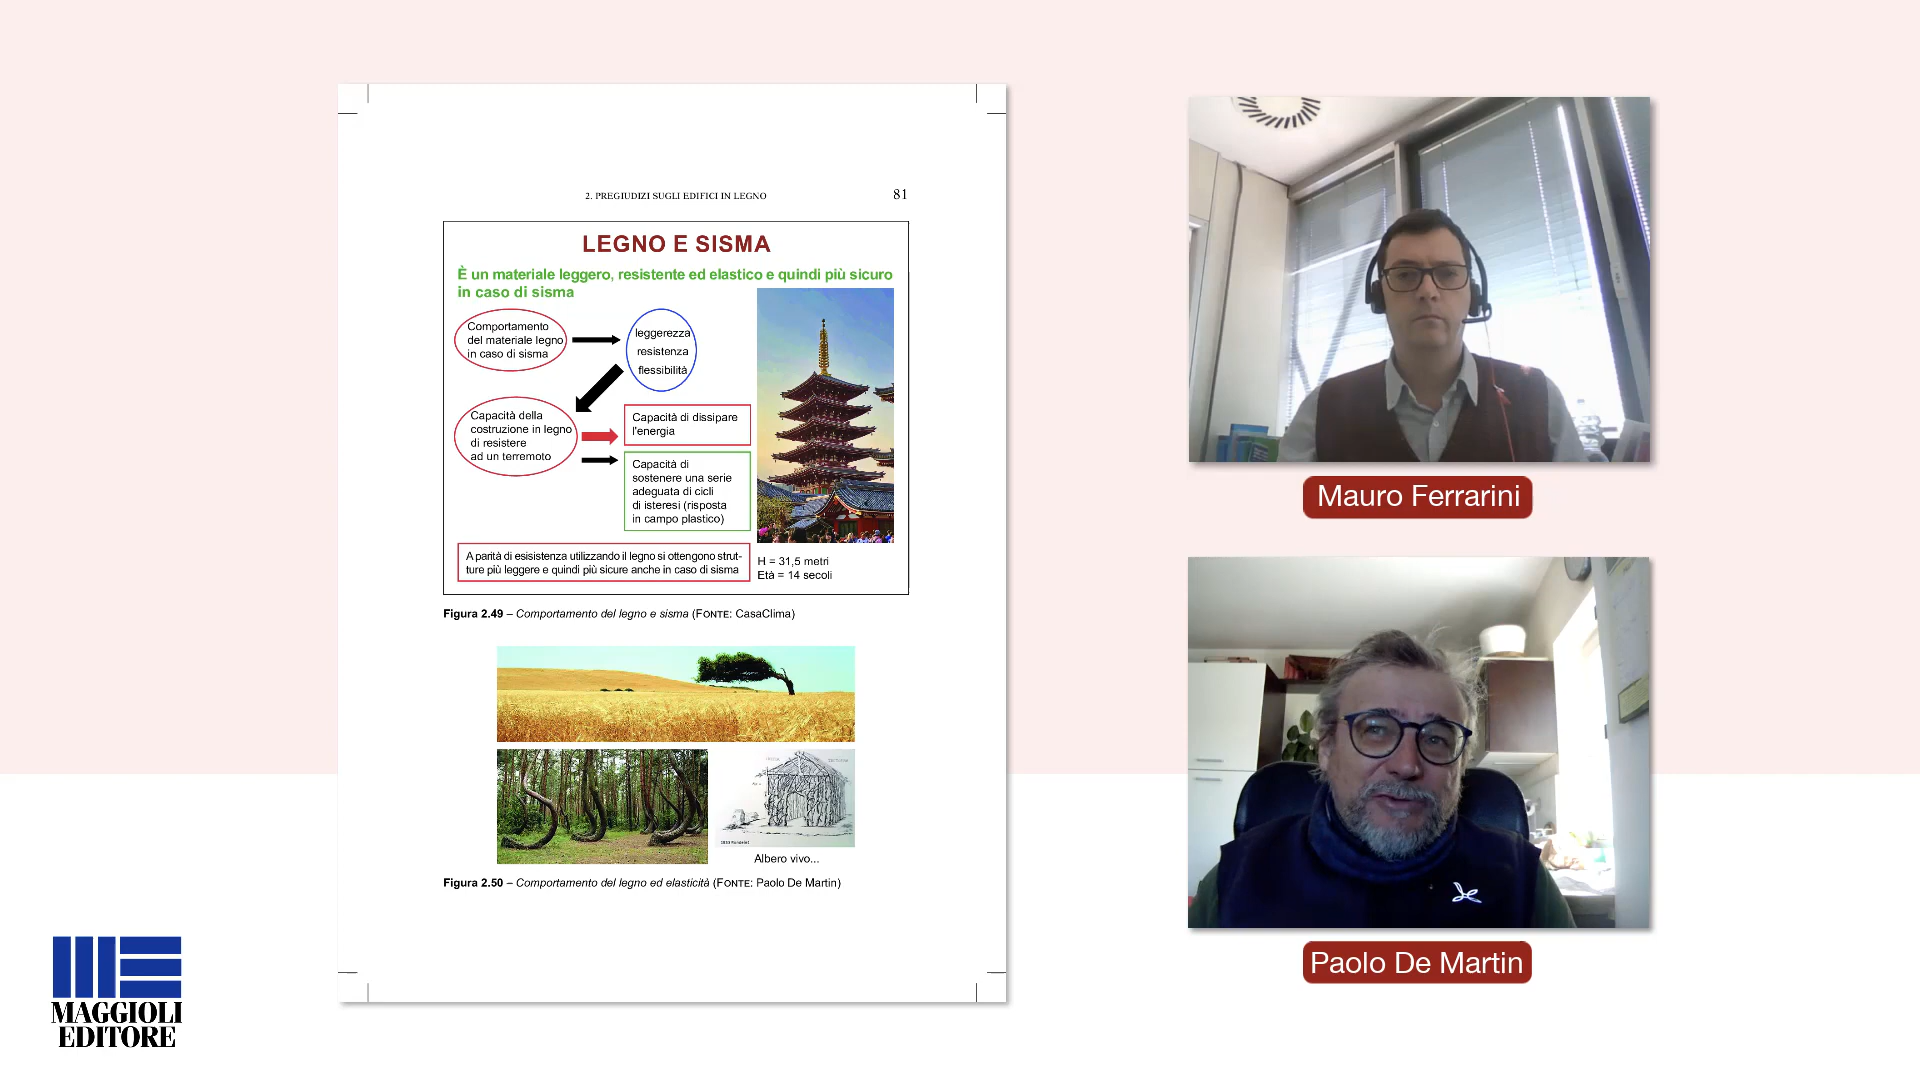 2. PREGIUDIZI SUGLI EDIFICI IN LEGNO
81
LEGNO E SISMA
È un materiale leggero, resistente ed elastico e quindi più sicuro
in caso di sisma
Comportamento
del materiale legno
in caso di sisma
leggerezza
resistenza
flessibilità
Capacità della
costruzione in legno
di resistere
ad un terremoto
Capacità di dissipare
l'energia
Capacità di
sostenere una serie
adeguata di cicli
di isteresi (risposta
in campo plastico)
A parità di esisistenza utilizzando il legno si ottengono strut-
ture più leggere e quindi più sicure anche in caso di sisma
H = 31,5 metri
Età = 14 secoli
Figura 2.49 – Comportamento del legno e sisma (FONTE: CasaClima)
Albero vivo...
Figura 2.50 – Comportamento del legno ed elasticità (FONTE: Paolo De Martin)
Mauro Ferrarini
Paolo De Martin
MAGGIOLI
EDITORE